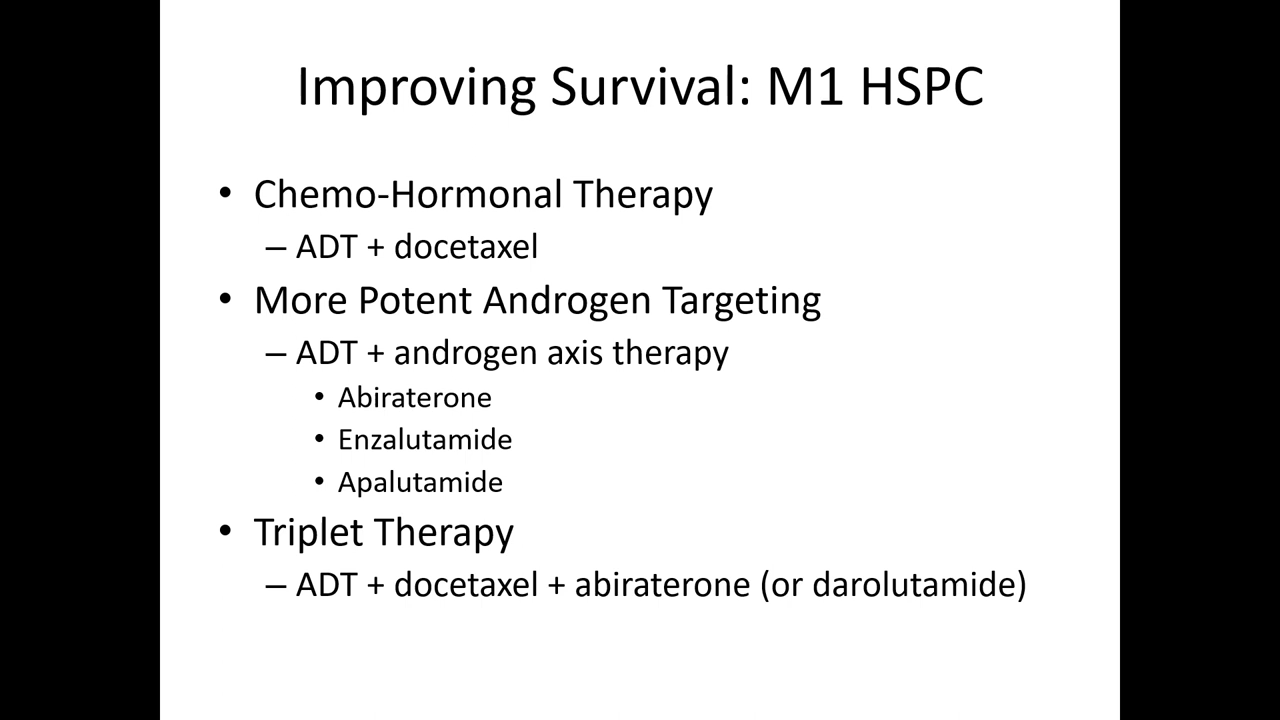 Improving Survival: M1 HSPC
• Chemo-Hormonal Therapy
– ADT + docetaxel
• More Potent Androgen Targeting
– ADT + androgen axis therapy
• Abiraterone
• Enzalutamide
• Apalutamide
• Triplet Therapy
– ADT + docetaxel + abiraterone (or darolutamide)